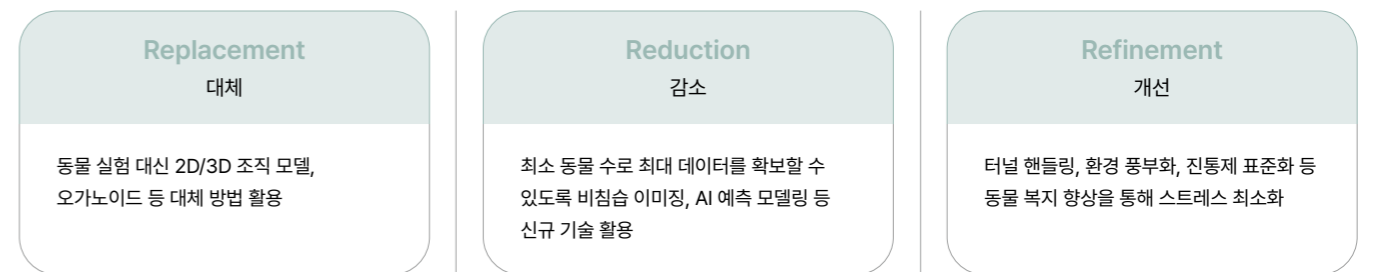 Replacement
대체
동물 실험 대신 2D/3D 조직 모델,
오가노이드 등 대체 방법 활용
Reduction
감소
최소 동물 수로 최대 데이터를 확보할 수
있도록 비침습 이미징, AI 예측 모델링 등
신규 기술 활용
Refinement
개선
터널 핸들링, 환경 풍부화, 진통제 표준화 등
동물 복지 향상을 통해 스트레스 최소화